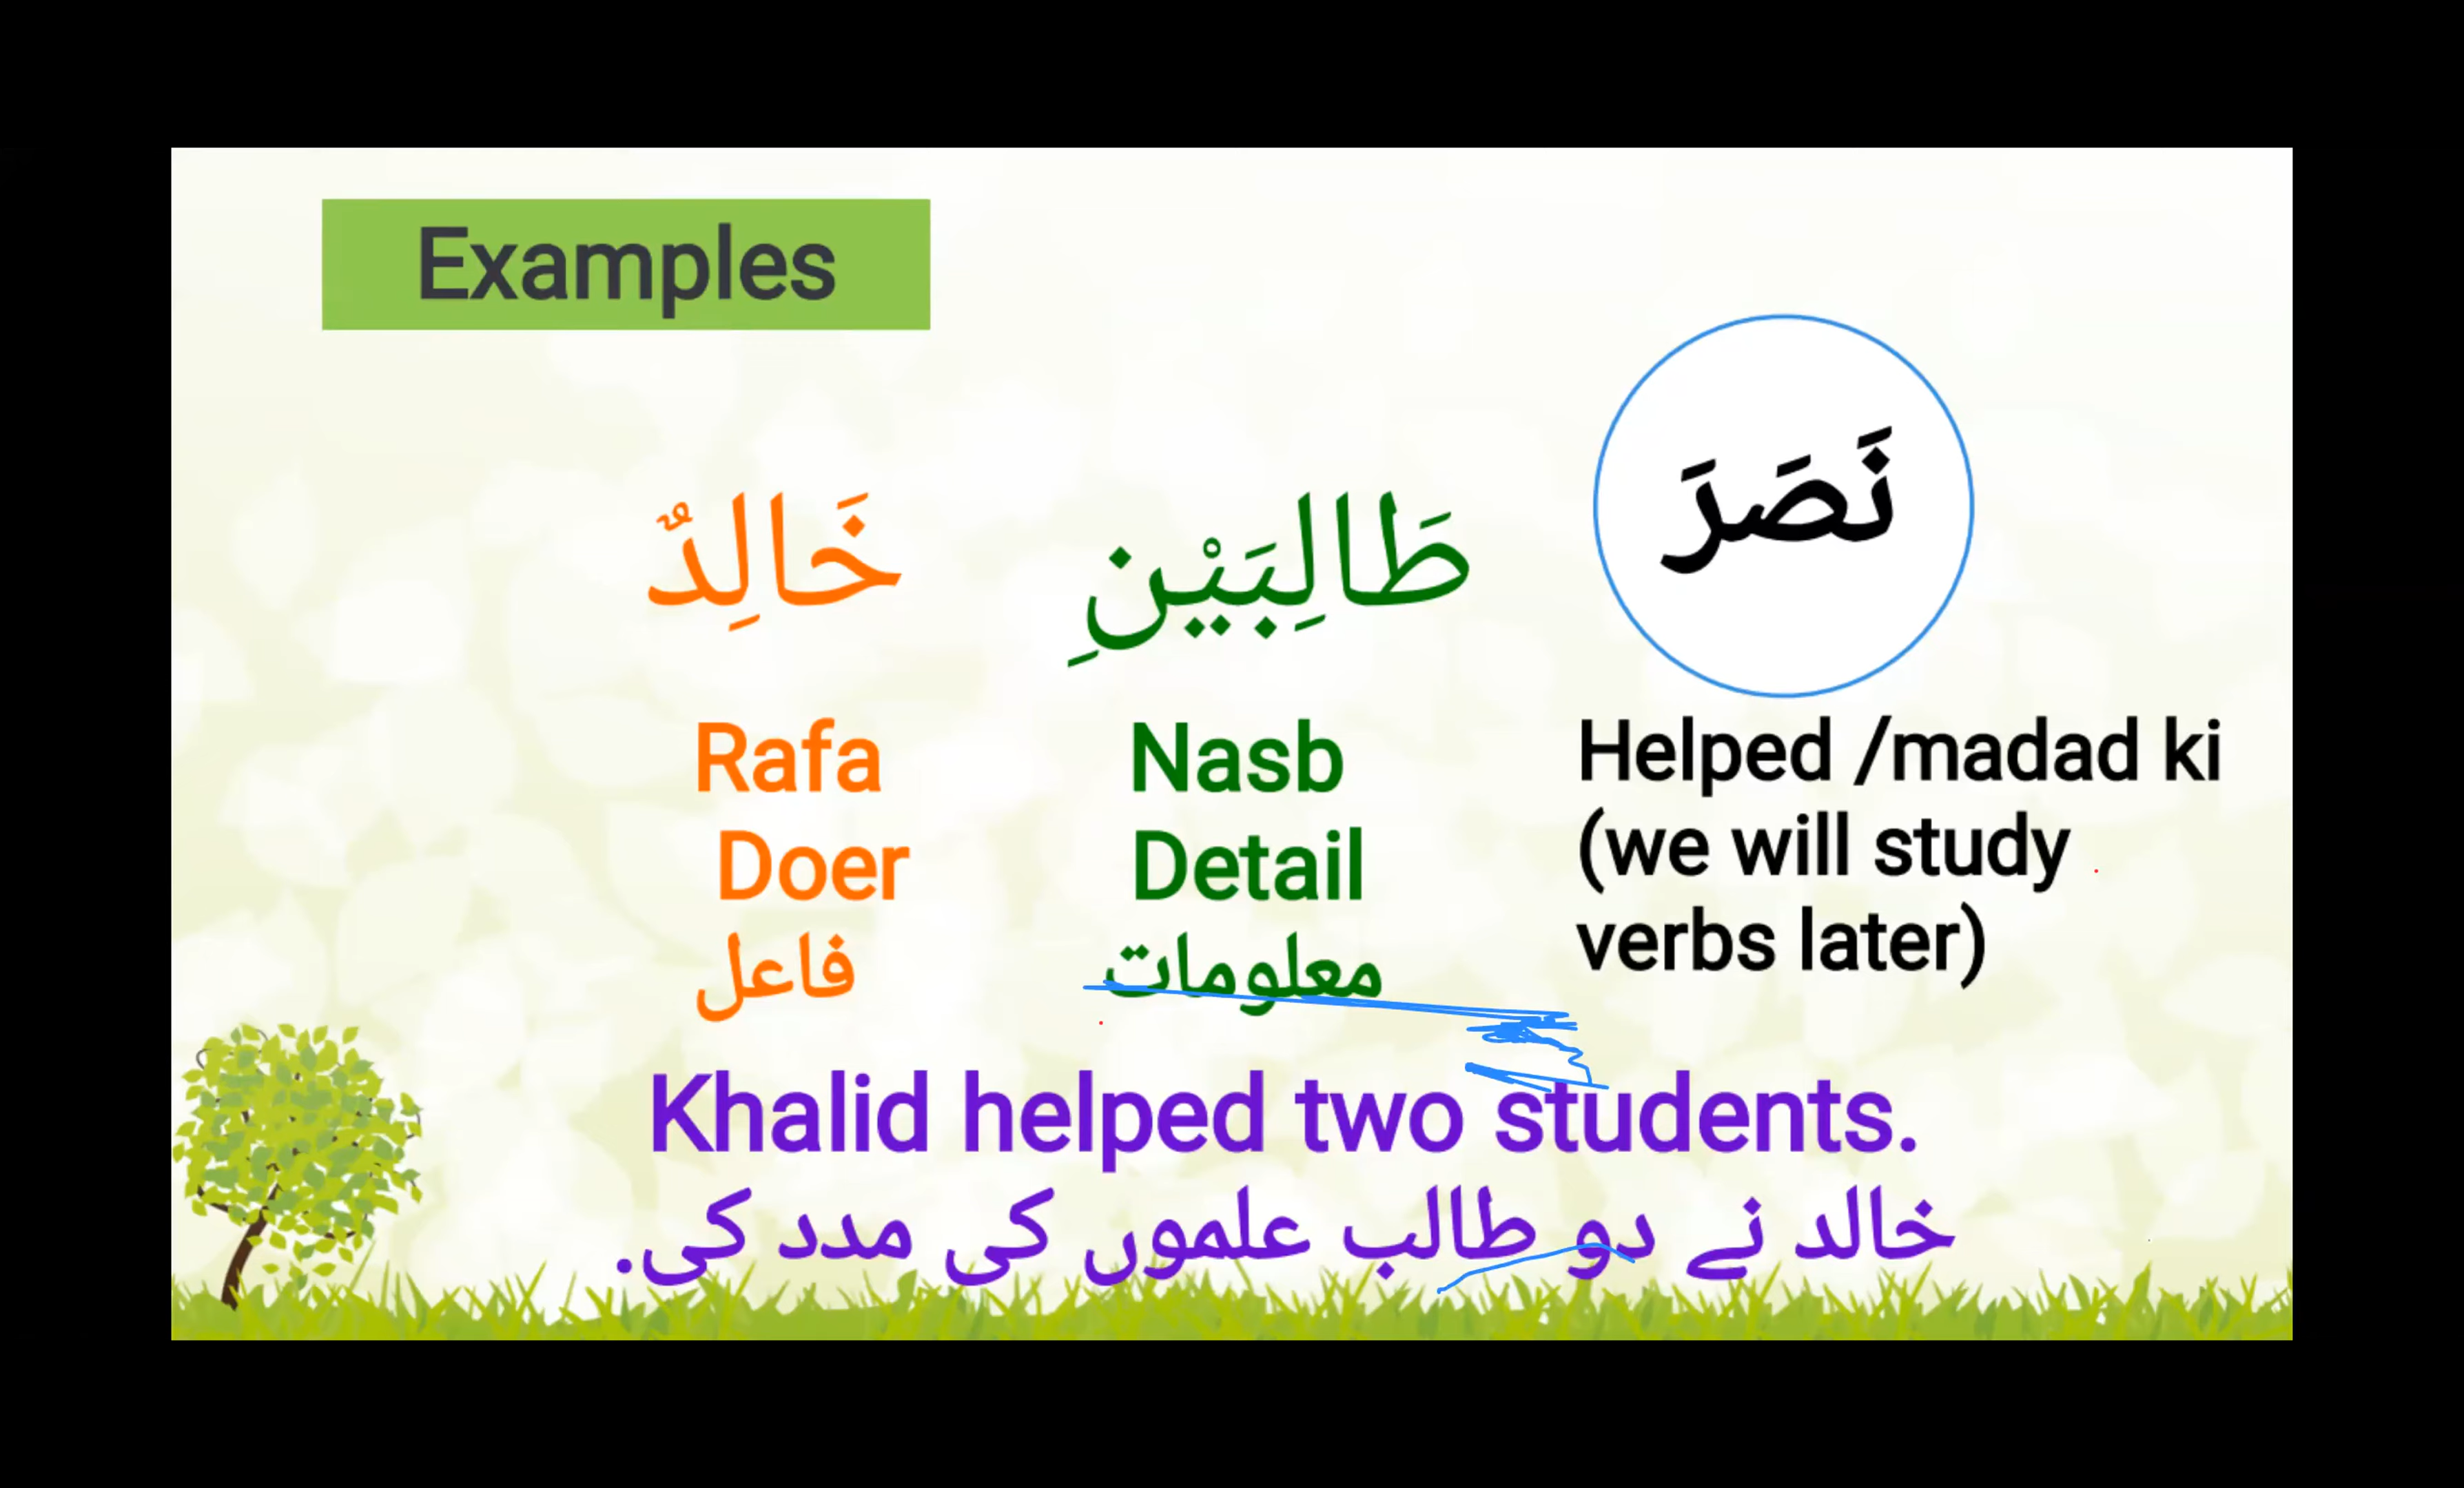 Examples
نَصَرَ طَالِبَيْنِ خَالِدٌ
Rafa
Doer
فاعل
Nasb
Detail
معلومات
Helped /madad ki
(we will study
verbs later)
Khalid helped two students.
خالد نے دو طالب علموں کی مدد کی.